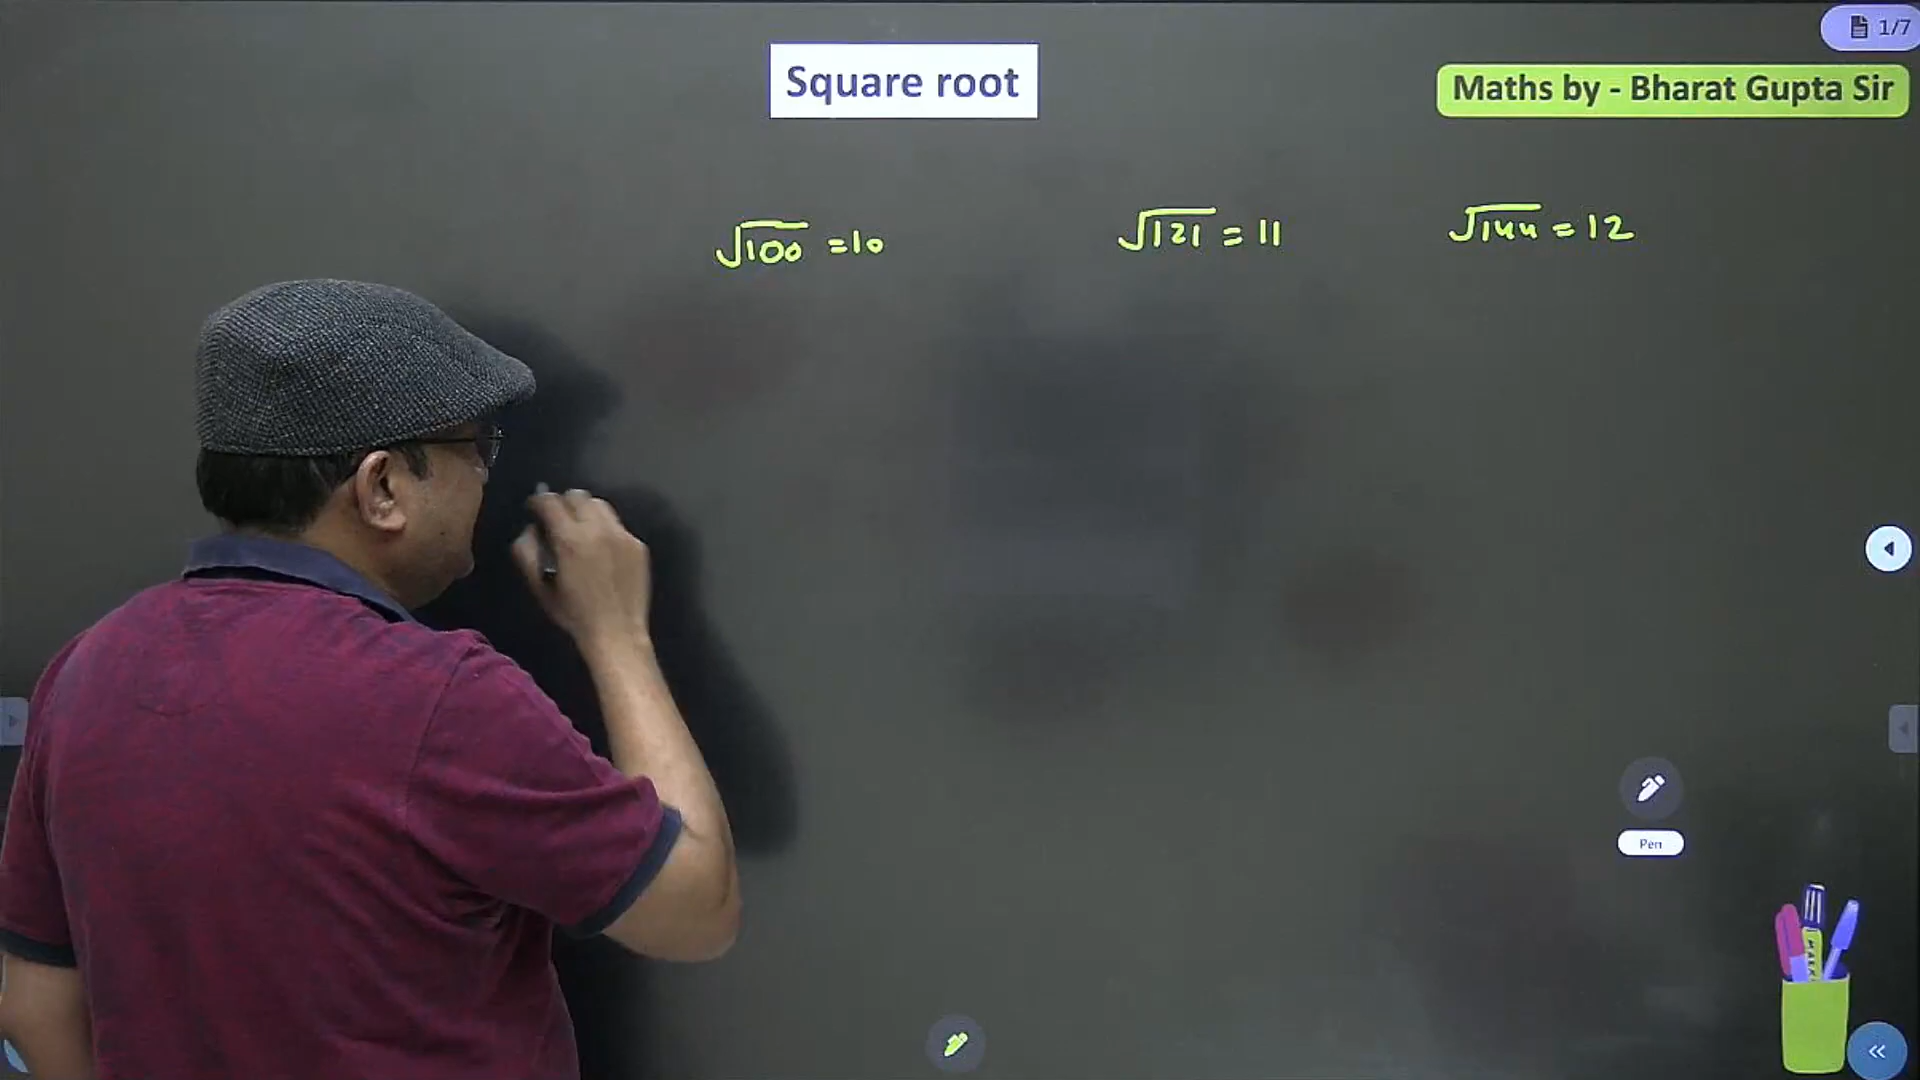 1/7
Square root
Maths by - Bharat Gupta Sir
√100 = 10
√121 = 11
√144 = 12
Pen